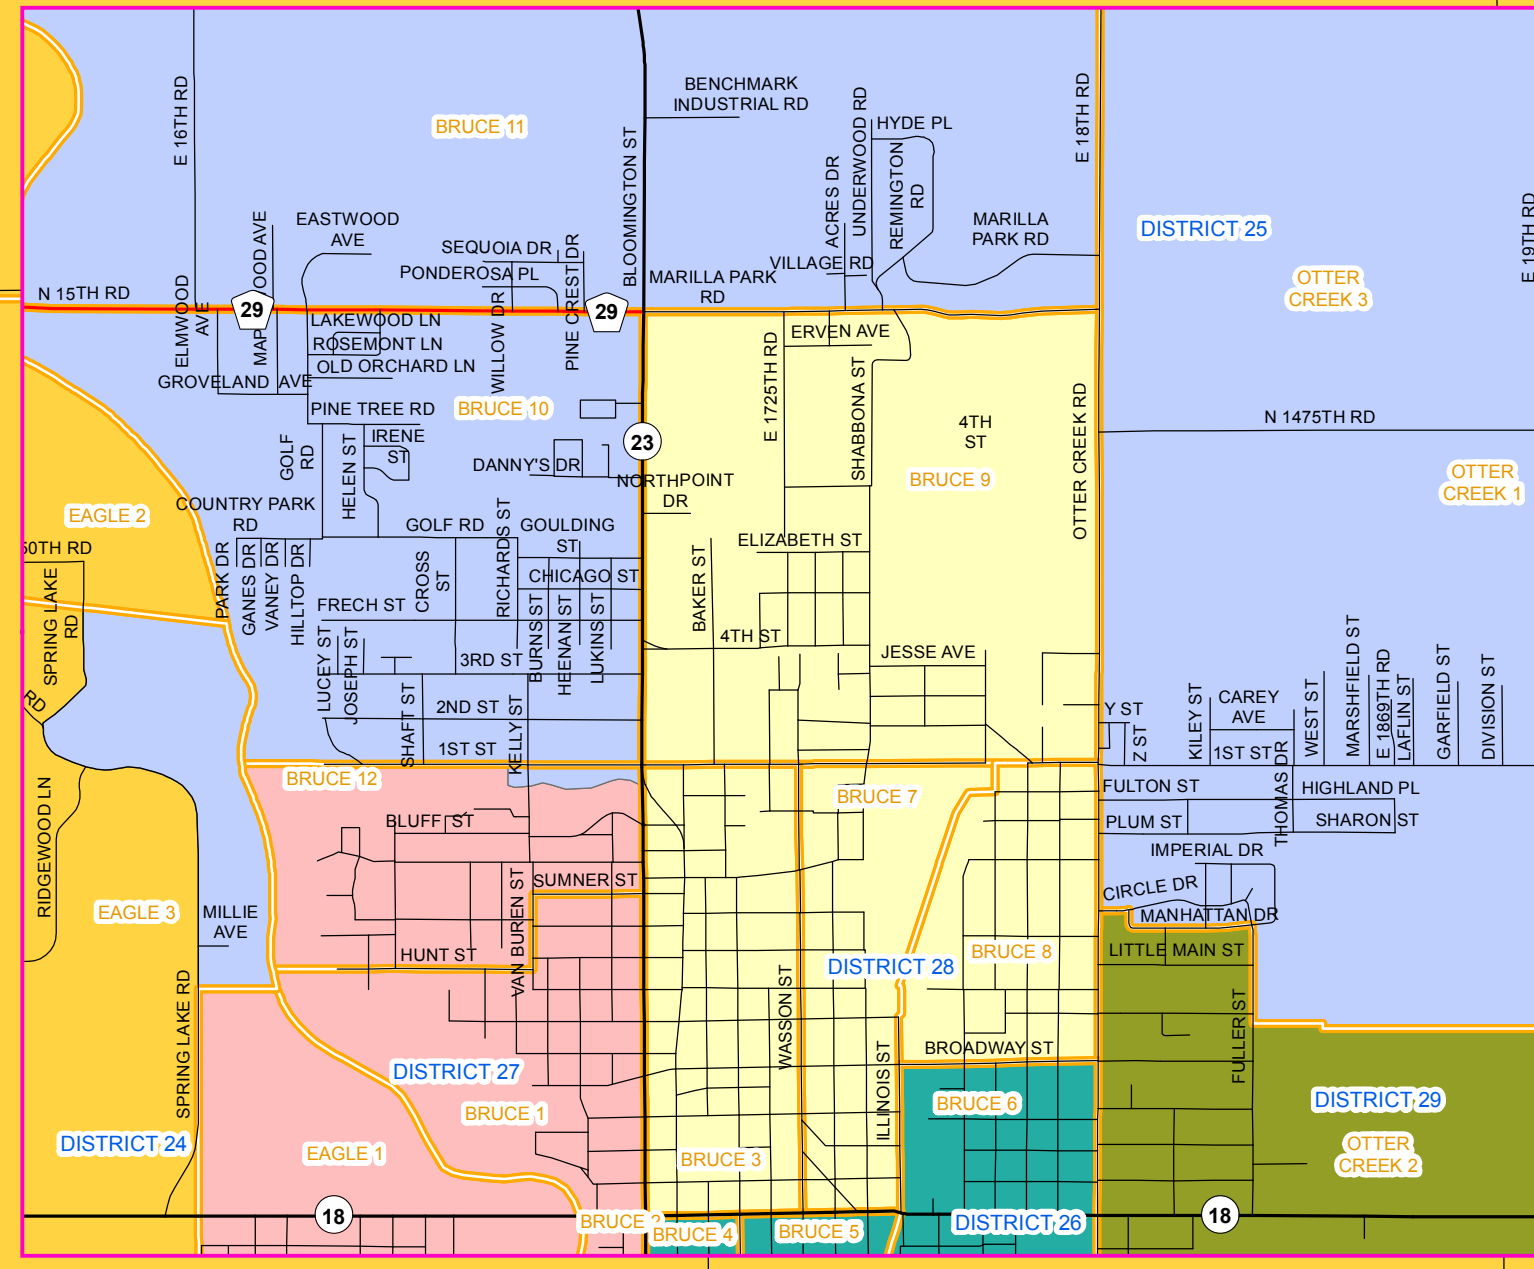 BENCHMARK
INDUSTRIAL RD
E 16TH RD
BRUCE 11
BLOOMINGTON ST
UNDERWOOD RD
HYDE PL
E 18TH RD
ACRES DR
REMINGTON
RD
EASTWOOD
AVE
SEQUOIA DR
PONDEROSA PL
PINE CREST DR
MARILLA
PARK RD
DISTRICT 25
E 19TH RD
VILLAGE RD
MARILLA PARK
RD
OTTER
CREEK 3
N 15TH RD
ELMWOOD
AVE
29
29
LAKEWOOD LN
ROSEMONT LN
OLD ORCHARD LN
WILLOW DR
GROVELAND AVE
ERVEN AVE
E 1725TH RD
SHABBONA ST
PINE TREE RD
BRUCE 10
IRENE
ST
GOLF
RD
HELEN ST
23
4TH
ST
OTTER CREEK RD
N 1475TH RD
DANNY'S DR
NORTHPOINT
DR
BRUCE 9
OTTER
CREEK 1
EAGLE 2
COUNTRY PARK
RD
GOLF RD
RICHARDS ST
GOULDING
ST
50TH RD
ELIZABETH ST
BAKER ST
PARK DR
GANES DR
VANEY DR
HILLTOP DR
CROSS
ST
CHICAGO ST
FRECH ST
SPRING LAKE
RD
BURNS ST
HEENAN ST
LUKINS ST
4TH ST
LUCEY ST
JOSEPH ST
3RD ST
JESSE AVE
RD
SHAFT ST
2ND ST
KELLY ST
1ST ST
Y ST
Z ST
KILEY ST
CAREY
AVE
1ST ST
WEST ST
MARSHFIELD ST
E 1869TH RD
LAFLIN ST
GARFIELD ST
DIVISION ST
THOMAS DR
BRUCE 12
BRUCE 7
FULTON ST
HIGHLAND PL
RIDGEWOOD LN
BLUFF ST
PLUM ST
SHARON ST
IMPERIAL DR
SUMNER ST
CIRCLE DR
EAGLE 3
MILLIE
AVE
VAN BUREN ST
MANHATTAN DR
HUNT ST
BRUCE 8
LITTLE MAIN ST
DISTRICT 28
SPRING LAKE RD
WASSON ST
FULLER ST
BROADWAY ST
ILLINOIS ST
DISTRICT 27
BRUCE 1
BRUCE 6
DISTRICT 29
DISTRICT 24
EAGLE 1
BRUCE 3
OTTER
CREEK 2
18
BRUCE 2
BRUCE 4
BRUCE 5
DISTRICT 26
18